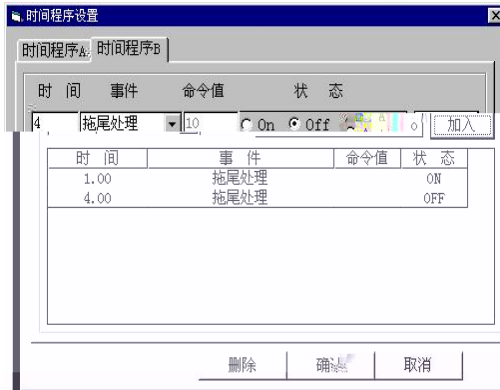 时间程序设置
时间程序A 时间程序B
时 间 事件 命令值 状 态
4 拖尾处理 10 On Off 加入
时 间 事 件 命令值 状 态
1.00 拖尾处理 ON
4.00 拖尾处理 OFF
删除 取消